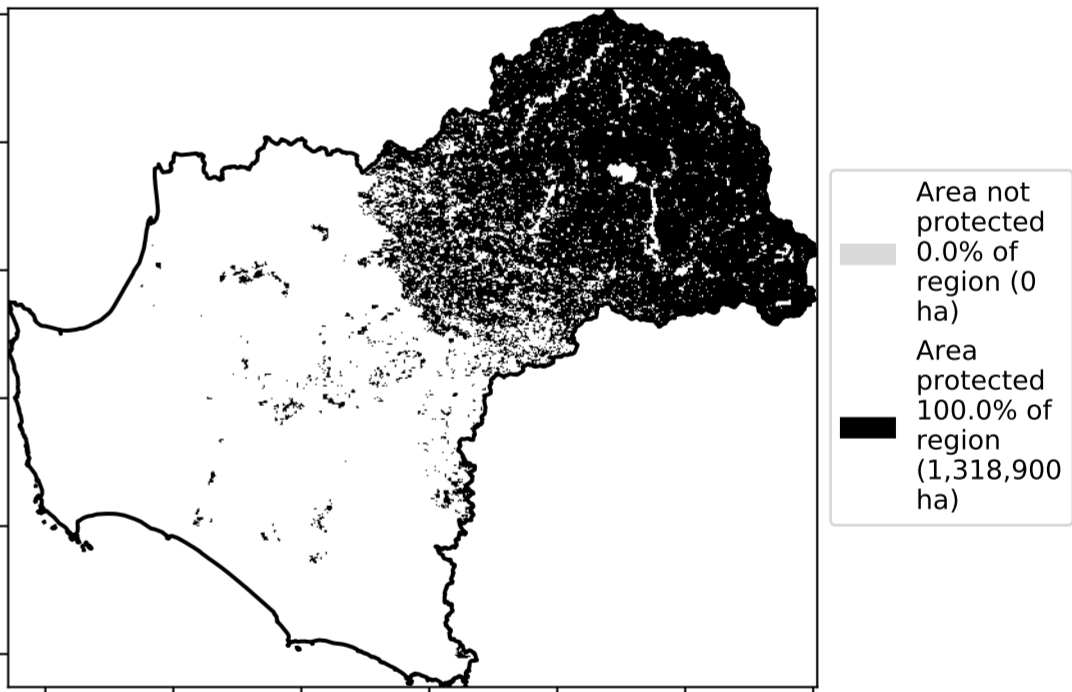 Area not
protected
0.0% of
region (0
ha)
Area
protected
100.0% of
region
(1,318,900
ha)